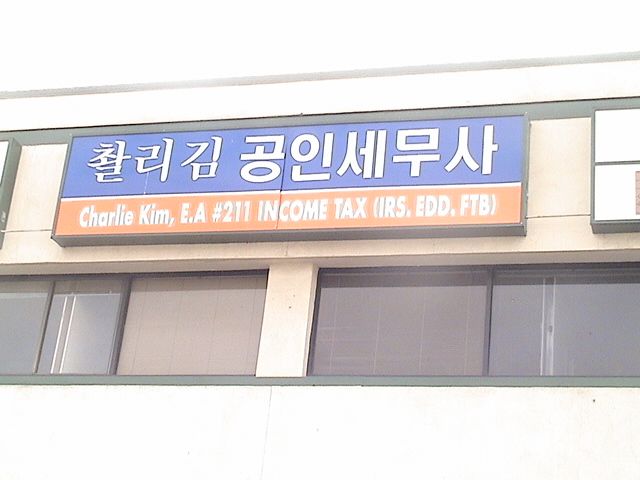 촬리김 공인세무사
Charlie Kim, E.A #211 INCOME TAX (IRS. EDD. FTB)